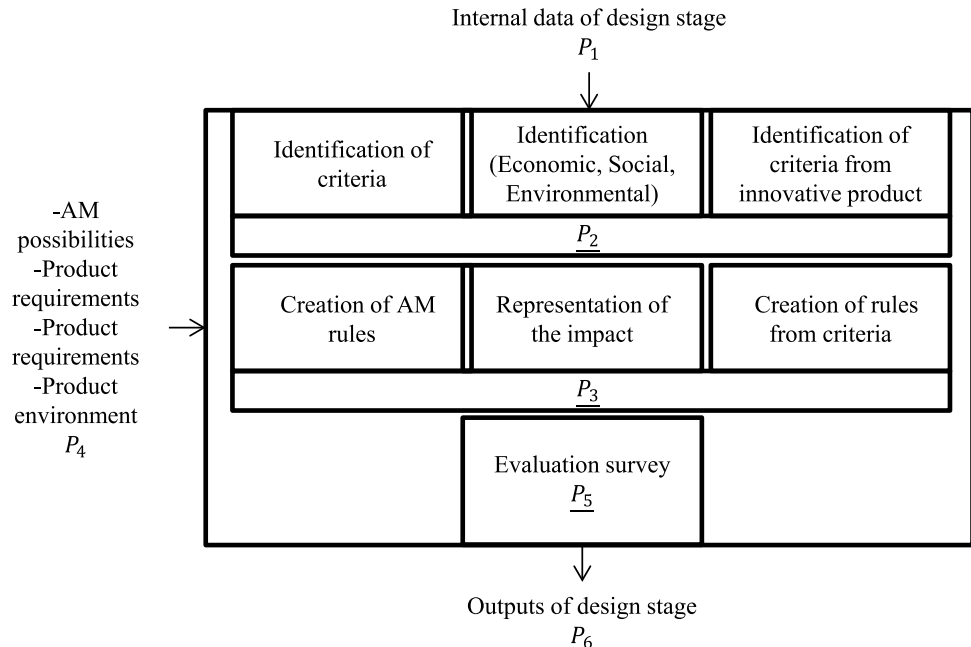 Internal data of design stage
P₁
Identification of
criteria
Identification
(Economic, Social,
Environmental)
Identification of
criteria from
innovative product
P₂
-AM
possibilities
-Product
requirements
-Product
requirements
-Product
environment
P₄
Creation of AM
rules
Representation of
the impact
Creation of rules
from criteria
P₃
Evaluation survey
P₅
Outputs of design stage
P₆